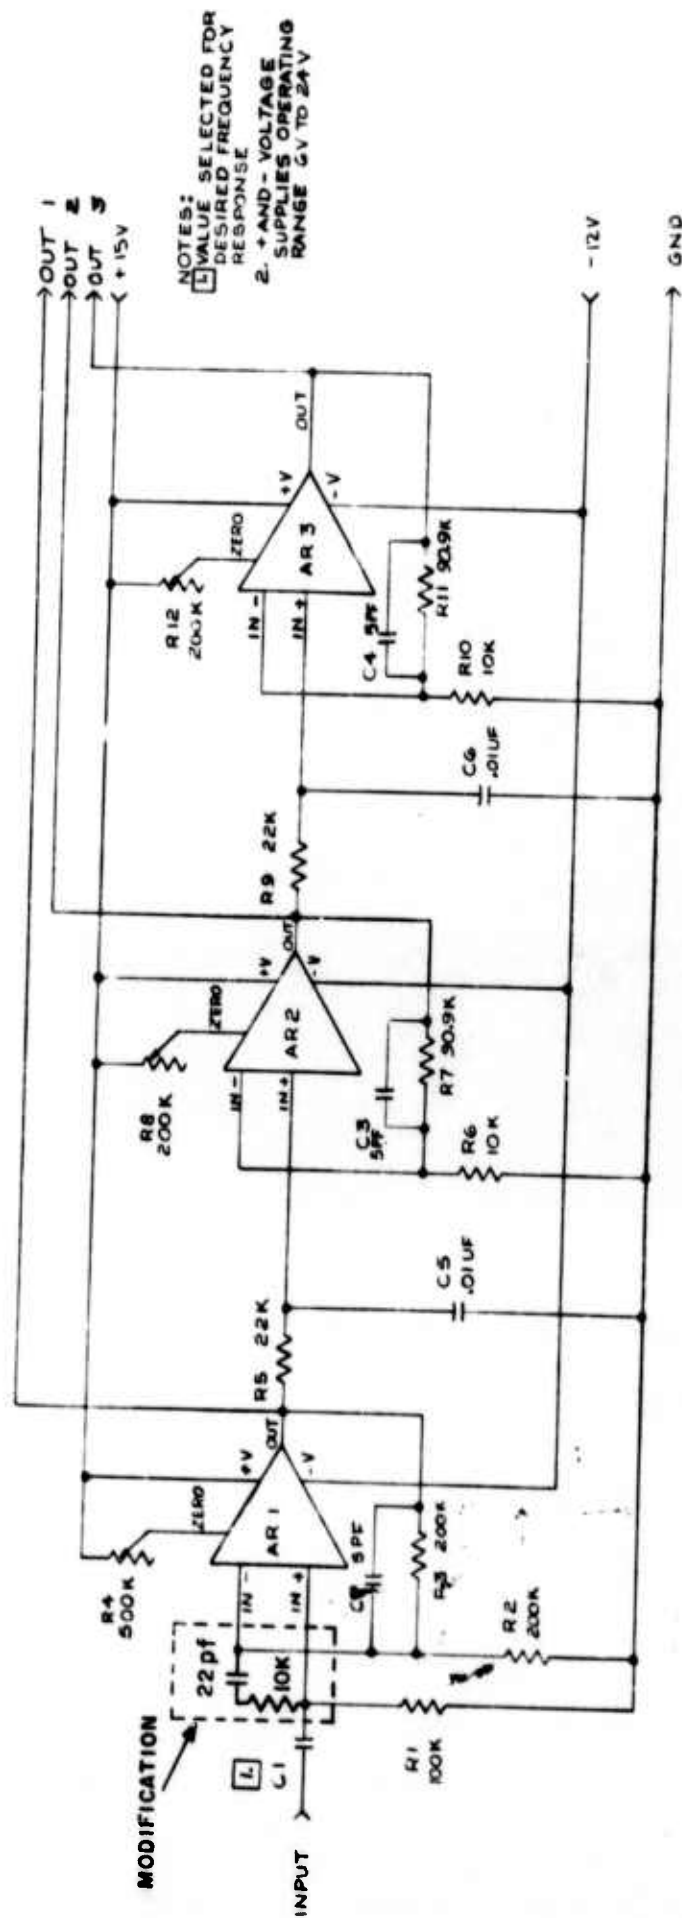 OUT 1
OUT 2
OUT 3
+15V
NOTES:
1. VALUE SELECTED FOR
DESIRED FREQUENCY
RESPONSE
2. + AND - VOLTAGE
SUPPLIES OPERATING
RANGE 6V TO 24V
-12V
GND
MODIFICATION
INPUT
1.
C1
22pf
10K
R1
100K
R2
200K
R4
500K
ZERO
+V
-V
IN -
IN +
AR 1
OUT
5PF
200K
R5 22K
C5
.01UF
R8
200K
ZERO
+V
-V
IN -
IN +
AR2
OUT
C3
5PF
R7 90.9K
R6
10K
R9 22K
C6
.01UF
R12
200K
ZERO
+V
-V
IN -
IN +
AR 3
OUT
C4 5PF
R11 90.9K
R10
10K